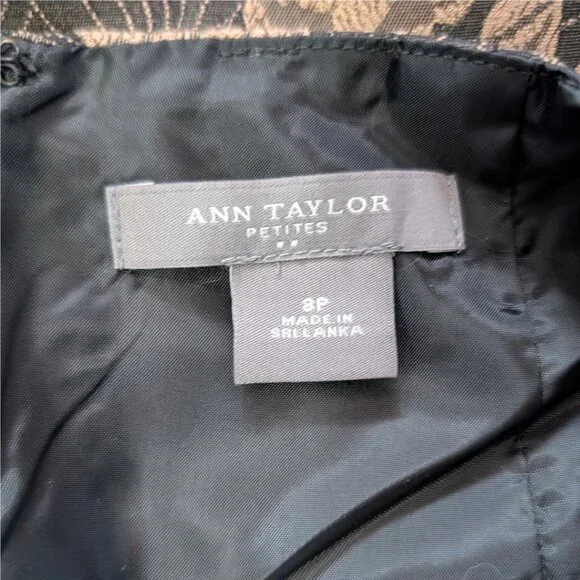 ANN TAYLOR
PETITES
8P
MADE IN
SRI LANKA